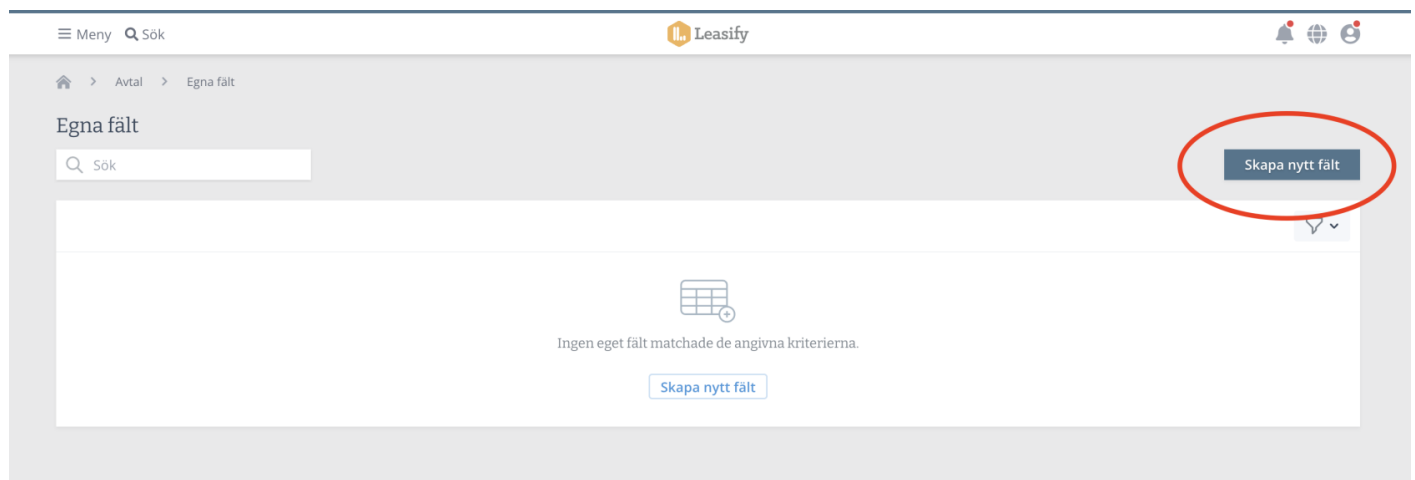 Meny Sök Leasify
Avtal Egna fält
Egna fält
Sök Skapa nytt fält
Ingen eget fält matchade de angivna kriterierna.
Skapa nytt fält